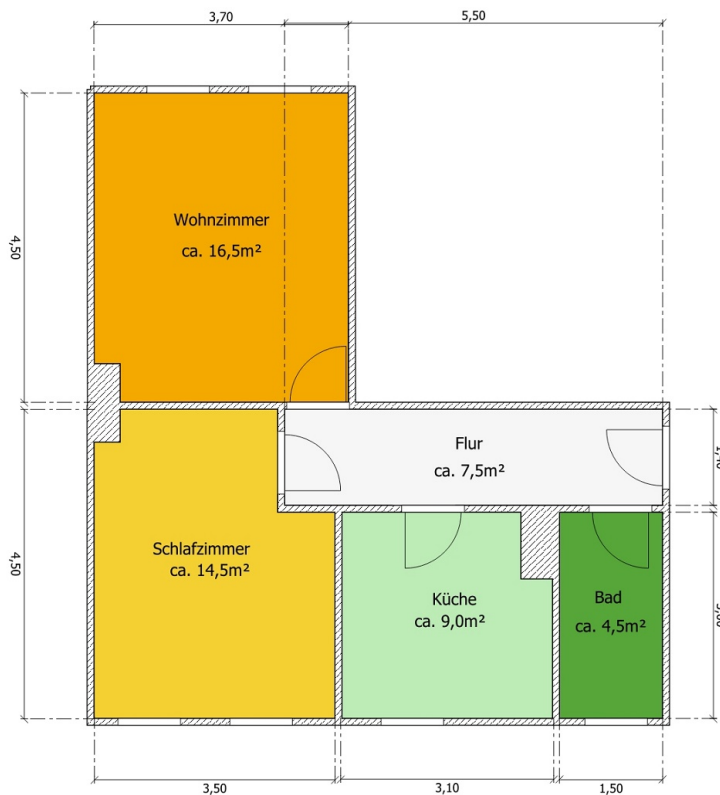 3,70
5,50
4,50
Wohnzimmer
ca. 16,5m²
Flur
ca. 7,5m²
4,50
Schlafzimmer
ca. 14,5m²
Küche
ca. 9,0m²
Bad
ca. 4,5m²
3,50
3,10
1,50